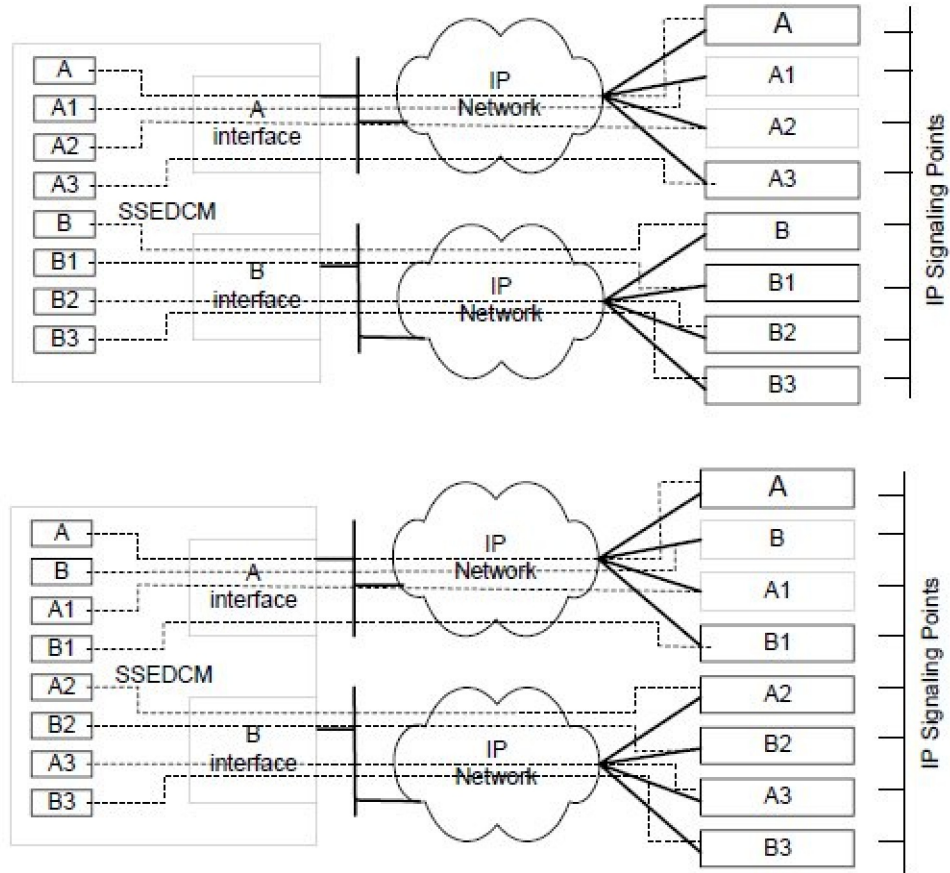 A
A1
A2
A3
B
B1
B2
B3
SSEDCM
A
interface
B
interface
IP
Network
IP
Network
A
A1
A2
A3
B
B1
B2
B3
IP Signaling Points
A
B
A1
B1
A2
B2
A3
B3
SSEDCM
A
interface
B
interface
IP
Network
IP
Network
A
B
A1
B1
A2
B2
A3
B3
IP Signaling Points